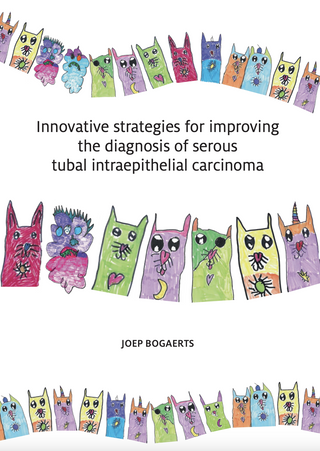 Innovative strategies for improving
the diagnosis of serous
tubal intraepithelial carcinoma
JOEP BOGAERTS